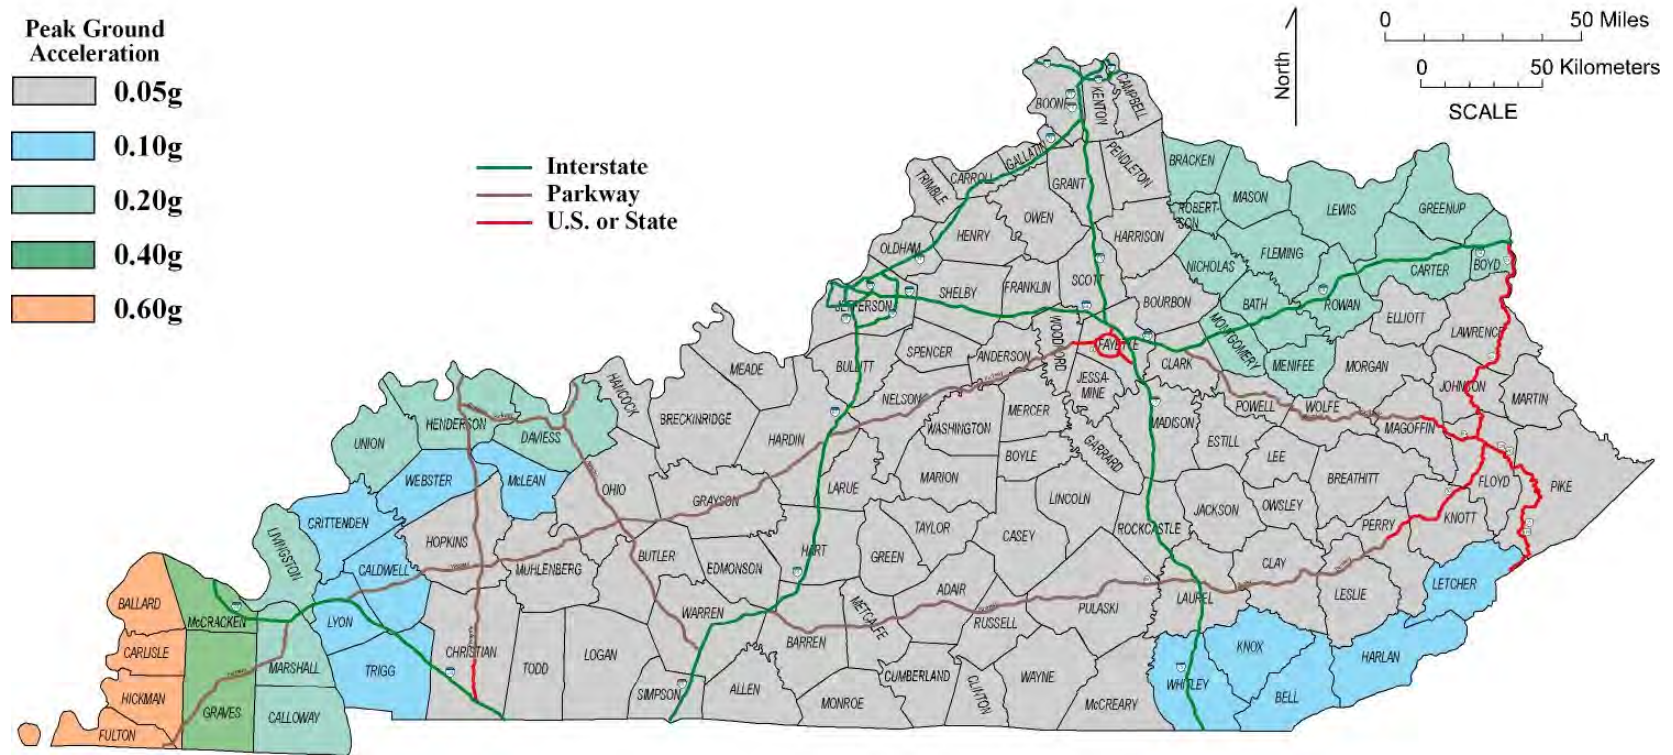 Peak Ground
Acceleration
0.05g
0.10g
0.20g
0.40g
0.60g
Interstate
Parkway
U.S. or State
North
0 50 Miles
0 50 Kilometers
SCALE
BOONE
KENTON
CAMPBELL
GALLATIN
CARROLL
TRIMBLE
GRANT
PENDLETON
BRACKEN
MASON
ROBERT-
SON
LEWIS
GREENUP
OWEN
HENRY
OLDHAM
HARRISON
NICHOLAS
FLEMING
CARTER
BOYD
JEFFERSON
SHELBY
FRANKLIN
SCOTT
BOURBON
BATH
ROWAN
ELLIOTT
LAWRENCE
MONTGOMERY
MENIFEE
MORGAN
BULLITT
SPENCER
ANDERSON
WOODFORD
FAYETTE
CLARK
JESSA-
MINE
JOHNSON
MARTIN
MEADE
HANCOCK
BRECKINRIDGE
NELSON
WASHINGTON
MERCER
MADISON
POWELL
WOLFE
MAGOFFIN
ESTILL
LEE
BREATHITT
FLOYD
PIKE
UNION
HENDERSON
DAVIESS
HARDIN
BOYLE
GARRARD
WEBSTER
McLEAN
OHIO
GRAYSON
LARUE
MARION
LINCOLN
JACKSON
OWSLEY
PERRY
KNOTT
CRITTENDEN
LIVINGSTON
HOPKINS
MUHLENBERG
BUTLER
EDMONSON
HART
GREEN
TAYLOR
CASEY
ROCKCASTLE
CLAY
LESLIE
LETCHER
BALLARD
McCRACKEN
CALDWELL
LYON
WARREN
BARREN
METCALFE
ADAIR
RUSSELL
PULASKI
LAUREL
KNOX
HARLAN
CARLISLE
MARSHALL
TRIGG
CHRISTIAN
TODD
LOGAN
SIMPSON
ALLEN
MONROE
CUMBERLAND
CLINTON
WAYNE
McCREARY
WHITLEY
BELL
HICKMAN
GRAVES
CALLOWAY
FULTON